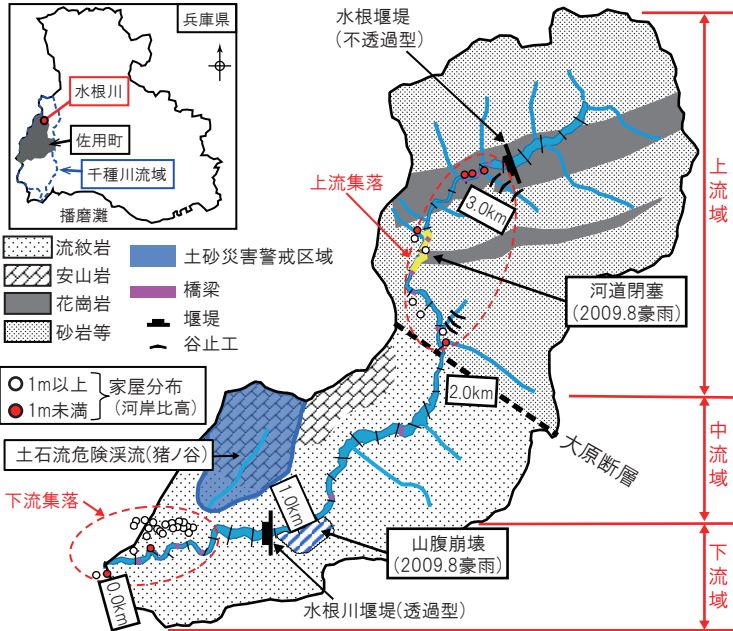 兵庫県
水根川
佐用町
千種川流域
播磨灘
水根堰堤
(不透過型)
上流集落
3.0km
上流域
流紋岩
安山岩
花崗岩
砂岩等
土砂災害警戒区域
橋梁
堰堤
谷止工
河道閉塞
(2009.8豪雨)
1m以上
1m未満
家屋分布
(河岸比高)
2.0km
大原断層
中流域
土石流危険渓流(猪ノ谷)
下流集落
1.0km
山腹崩壊
(2009.8豪雨)
下流域
0.0km
水根川堰堤(透過型)